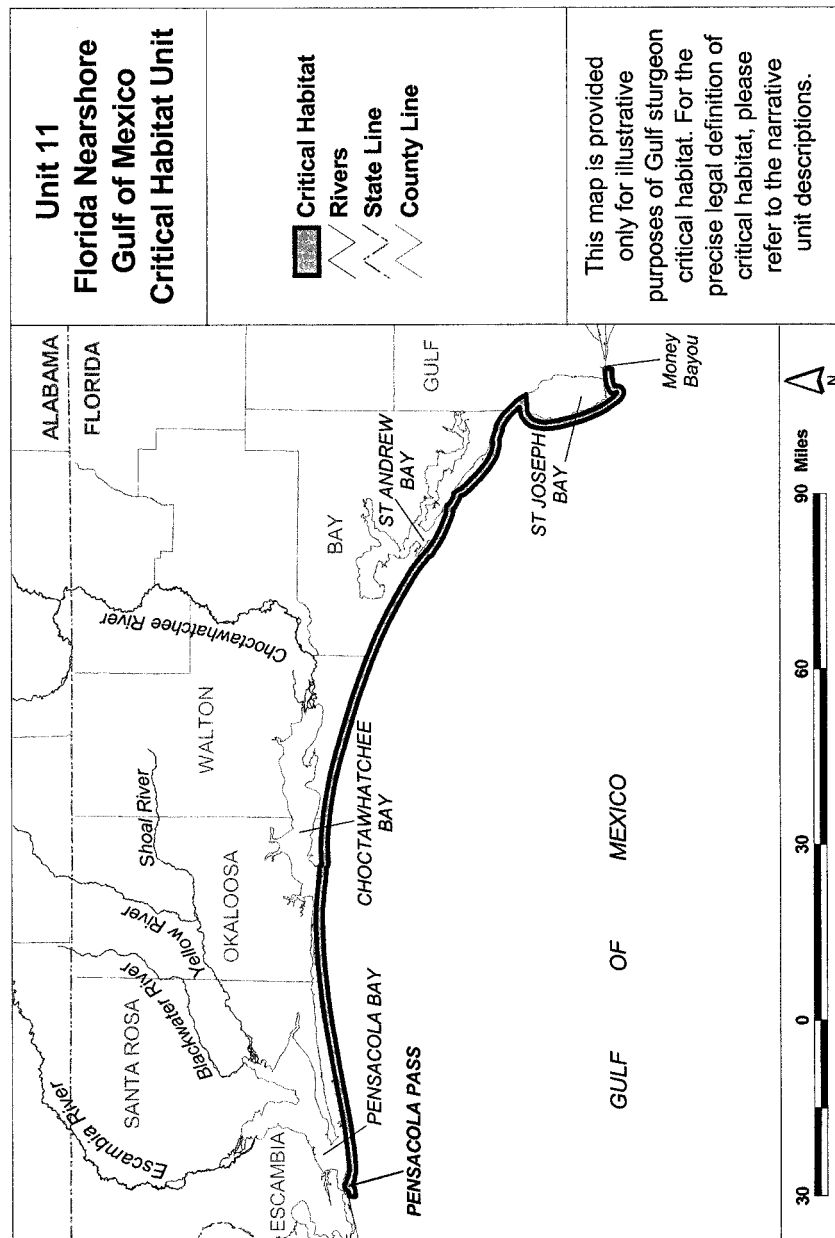 Unit 11
Florida Nearshore
Gulf of Mexico
Critical Habitat Unit
Critical Habitat
Rivers
State Line
County Line
This map is provided
only for illustrative
purposes of Gulf sturgeon
critical habitat. For the
precise legal definition of
critical habitat, please
refer to the narrative
unit descriptions.
ALABAMA
FLORIDA
Escambia River
SANTA ROSA
Blackwater River
Yellow River
Shoal River
OKALOOSA
WALTON
Choctawhatchee River
ESCAMBIA
PENSACOLA BAY
PENSACOLA PASS
CHOCTAWHATCHEE
BAY
BAY
ST ANDREW
BAY
GULF
ST JOSEPH
BAY
Money
Bayou
GULF OF MEXICO
30 0 30 60 90 Miles
N